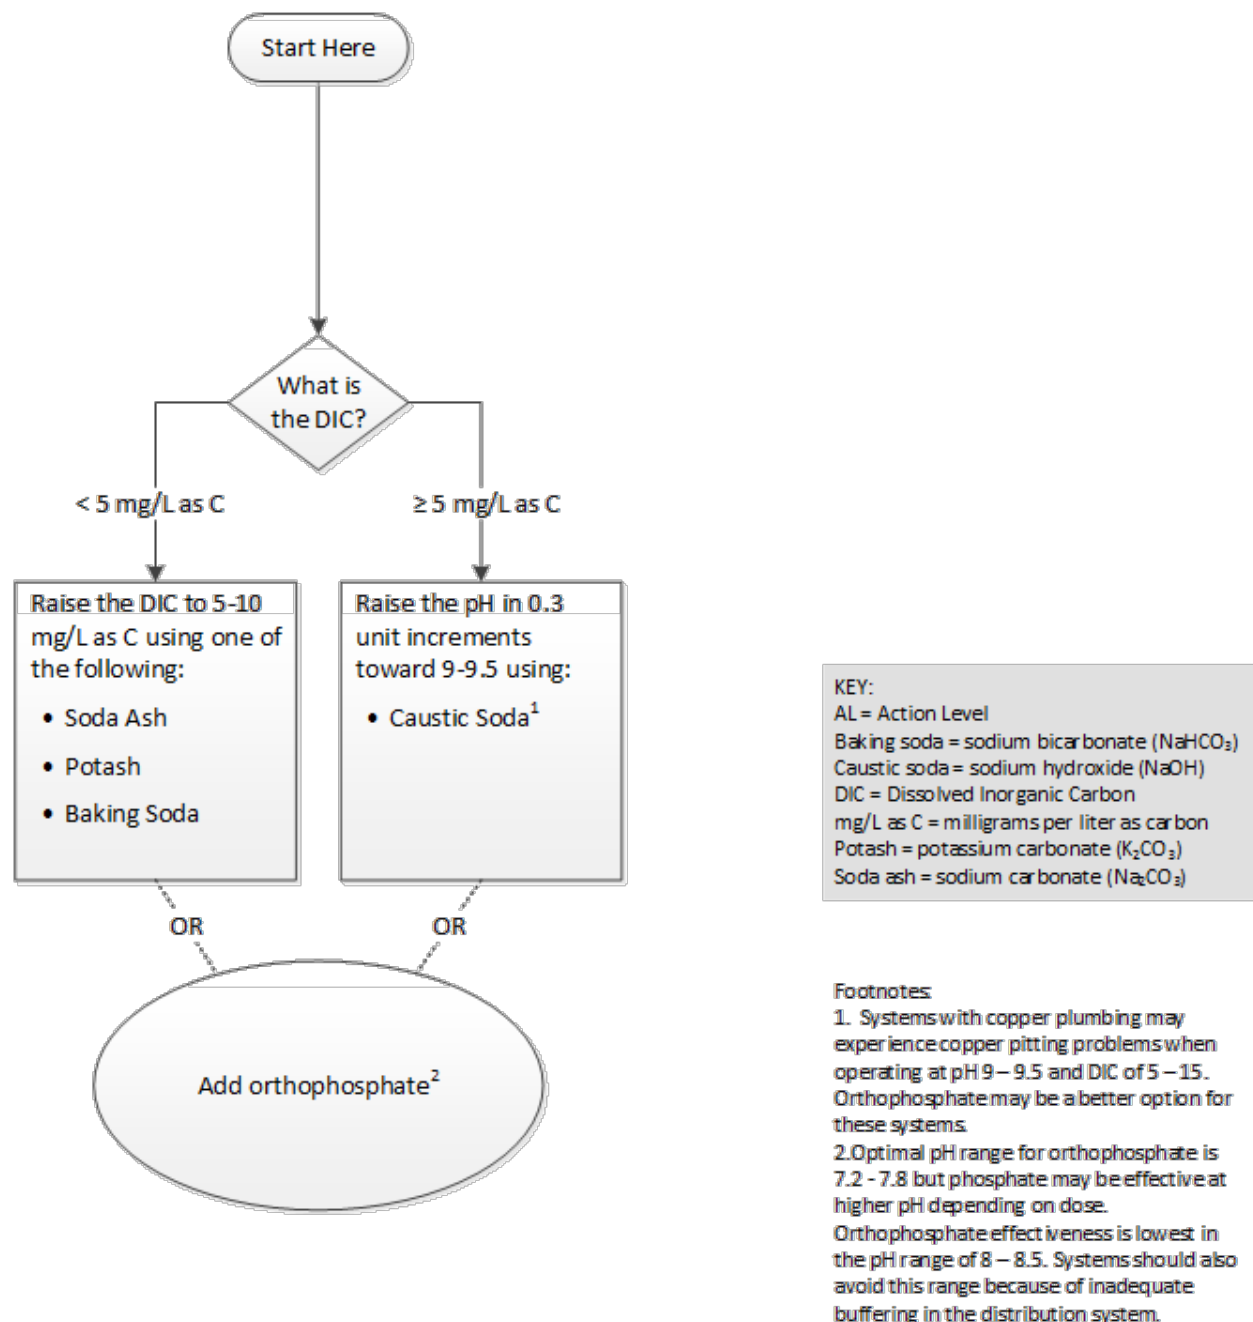 Start Here
What is
the DIC?
< 5 mg/L as C
≥ 5 mg/L as C
Raise the DIC to 5-10
mg/L as C using one of
the following:
• Soda Ash
• Potash
• Baking Soda
Raise the pH in 0.3
unit increments
toward 9-9.5 using:
• Caustic Soda¹
OR
OR
Add orthophosphate²
KEY:
AL = Action Level
Baking soda = sodium bicarbonate (NaHCO₃)
Caustic soda = sodium hydroxide (NaOH)
DIC = Dissolved Inorganic Carbon
mg/L as C = milligrams per liter as carbon
Potash = potassium carbonate (K₂CO₃)
Soda ash = sodium carbonate (Na₂CO₃)
Footnotes:
1. Systems with copper plumbing may
experience copper pitting problems when
operating at pH 9 – 9.5 and DIC of 5 – 15.
Orthophosphate may be a better option for
these systems.
2.Optimal pH range for orthophosphate is
7.2 - 7.8 but phosphate may be effective at
higher pH depending on dose.
Orthophosphate effectiveness is lowest in
the pH range of 8 – 8.5. Systems should also
avoid this range because of inadequate
buffering in the distribution system.